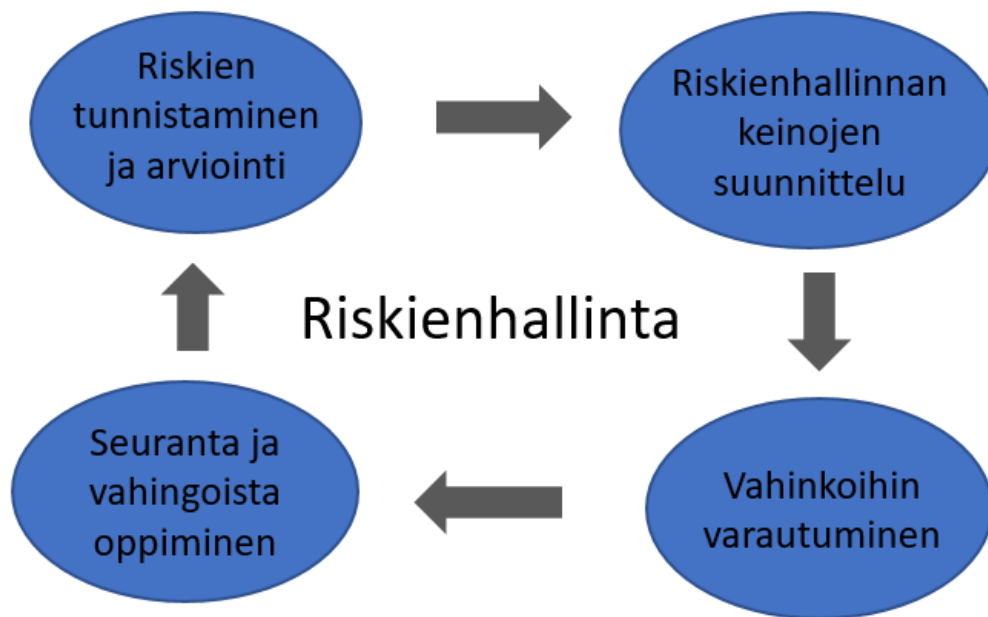 Riskien
tunnistaminen
ja arviointi
Riskienhallinnan
keinojen
suunnittelu
Riskienhallinta
Seuranta ja
vahingoista
oppiminen
Vahinkoihin
varautuminen